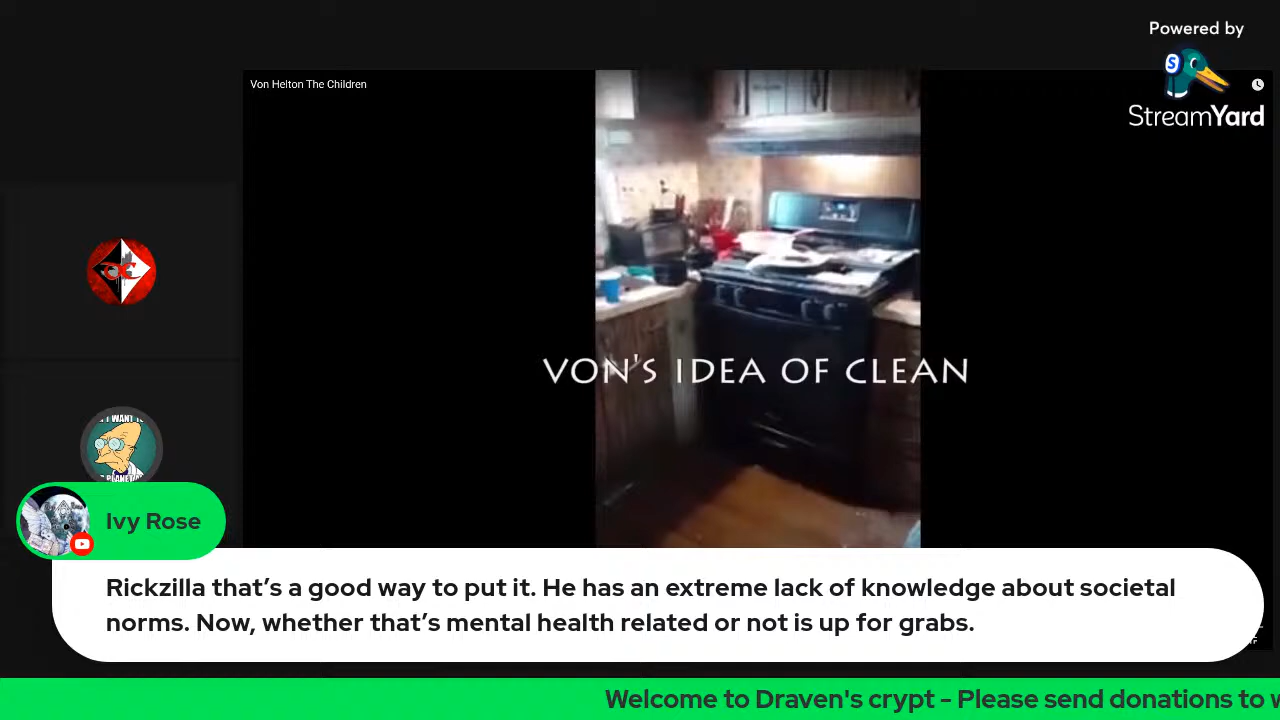 Powered by
StreamYard
Von Helton The Children
VON'S IDEA OF CLEAN
Ivy Rose
Rickzilla that's a good way to put it. He has an extreme lack of knowledge about societal
norms. Now, whether that's mental health related or not is up for grabs.
Welcome to Draven's crypt - Please send donations to